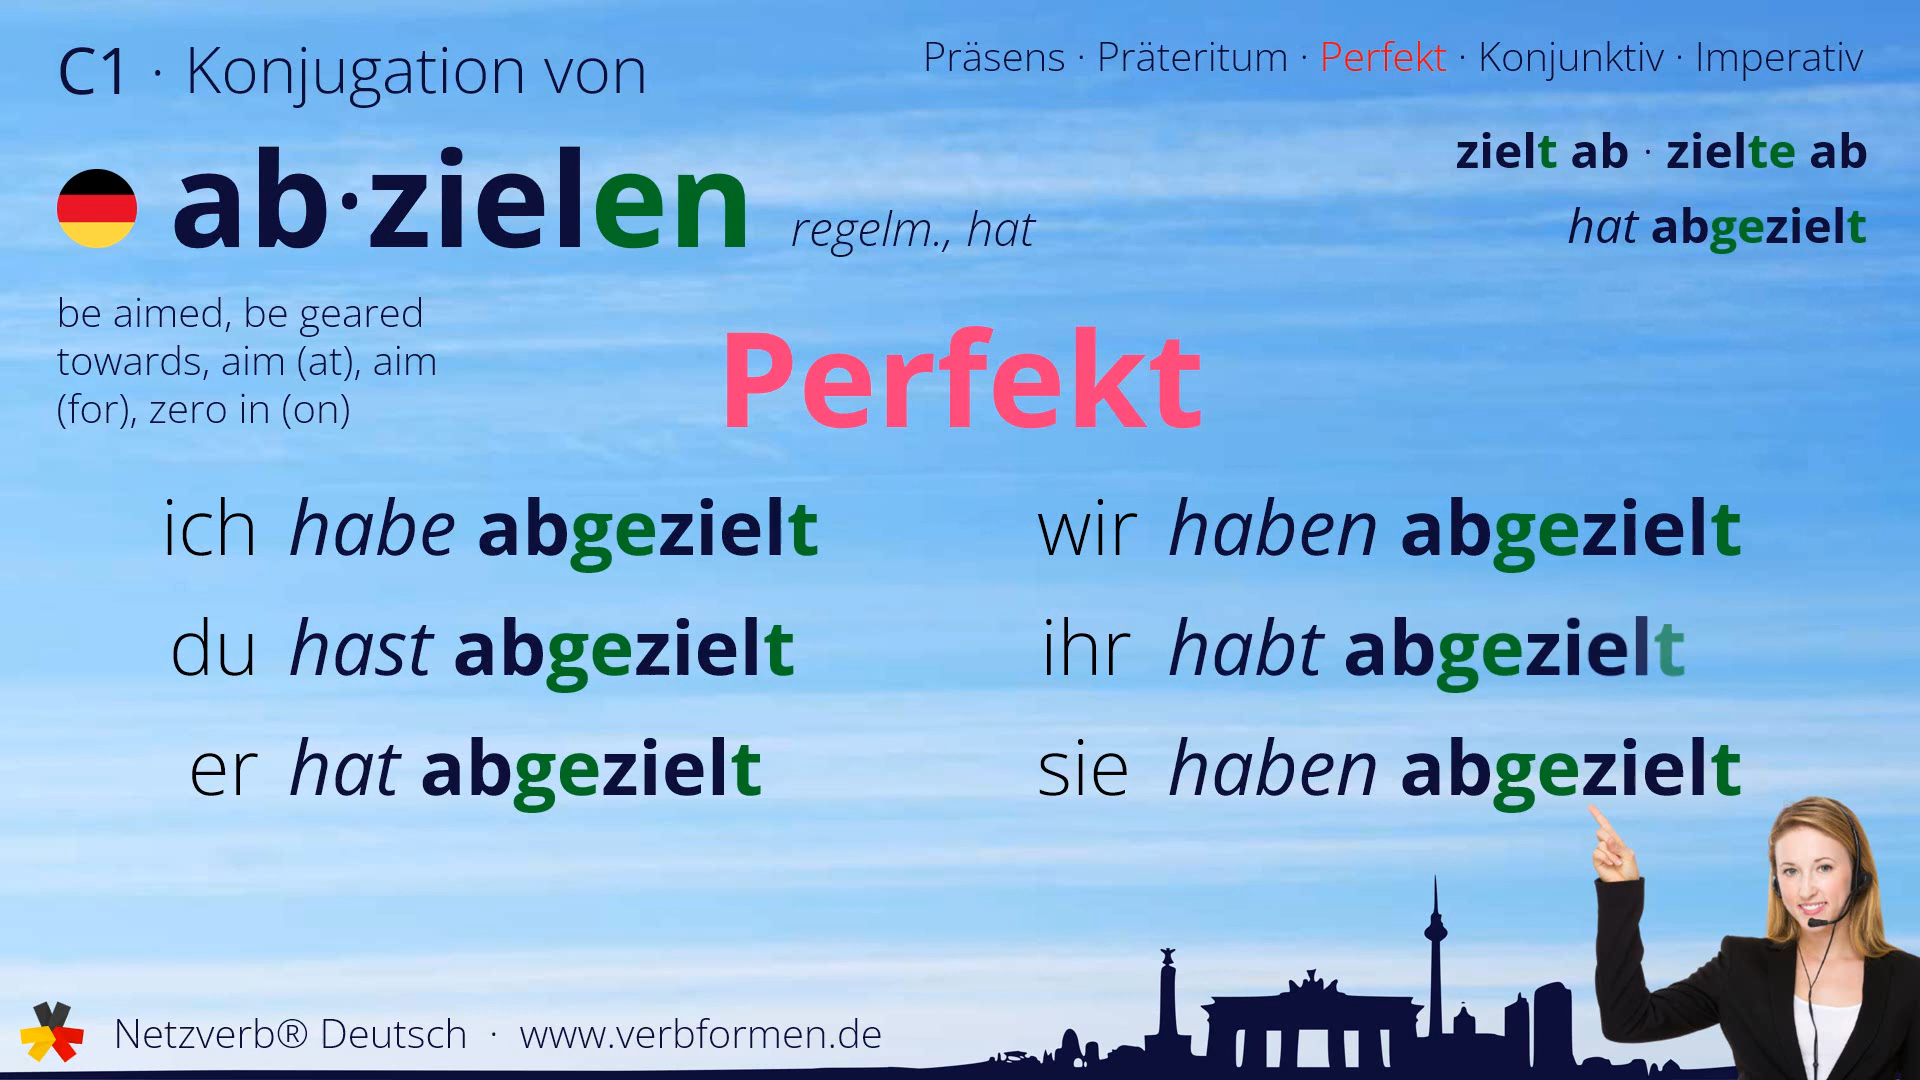 C1 · Konjugation von
Präsens · Präteritum · Perfekt · Konjunktiv · Imperativ
ab·zielen regelm., hat
zielt ab · zielte ab
hat abgezielt
be aimed, be geared
towards, aim (at), aim
(for), zero in (on)
Perfekt
ich habe abgezielt
du hast abgezielt
er hat abgezielt
wir haben abgezielt
ihr habt abgezielt
sie haben abgezielt
Netzverb® Deutsch · www.verbformen.de